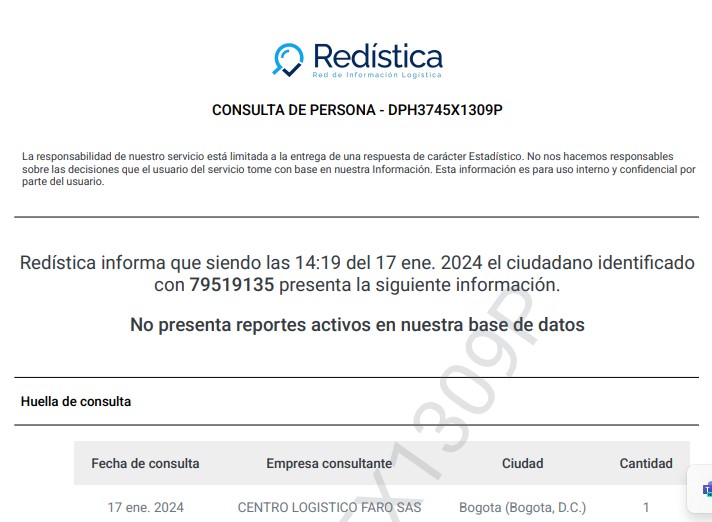 Redística
Red de Información Logística
CONSULTA DE PERSONA - DPH3745X1309P
La responsabilidad de nuestro servicio está limitada a la entrega de una respuesta de carácter Estadístico. No nos hacemos responsables
sobre las decisiones que el usuario del servicio tome con base en nuestra Información. Esta información es para uso interno y confidencial por
parte del usuario.
Redística informa que siendo las 14:19 del 17 ene. 2024 el ciudadano identificado
con 79519135 presenta la siguiente información.
No presenta reportes activos en nuestra base de datos
Huella de consulta
Fecha de consulta Empresa consultante Ciudad Cantidad
17 ene. 2024 CENTRO LOGISTICO FARO SAS Bogota (Bogota, D.C.) 1
X1309P